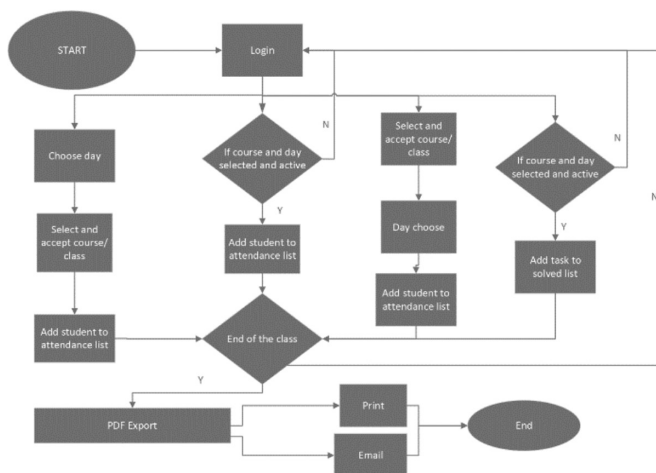 START
Login
N
Choose day
If course and day
selected and active
Select and
accept course/
class
If course and day
selected and active
N
N
Y
Y
Select and
accept course/
class
Add student to
attendance list
Day choose
Add task to
solved list
Add student to
attendance list
End of the class
Add student to
attendance list
Y
PDF Export
Print
Email
End